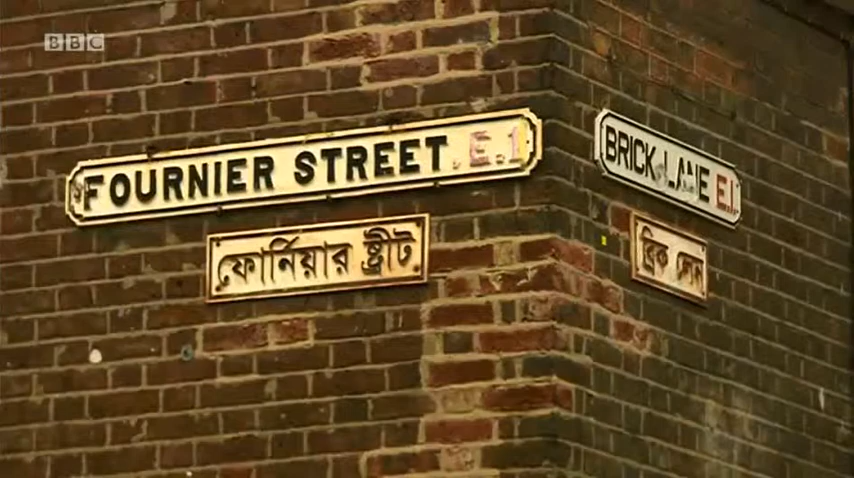 BBC
FOURNIER STREET E.1
ফোর্নিয়ার ষ্ট্রীট
BRICK LANE E.1.
ব্রিক লেন